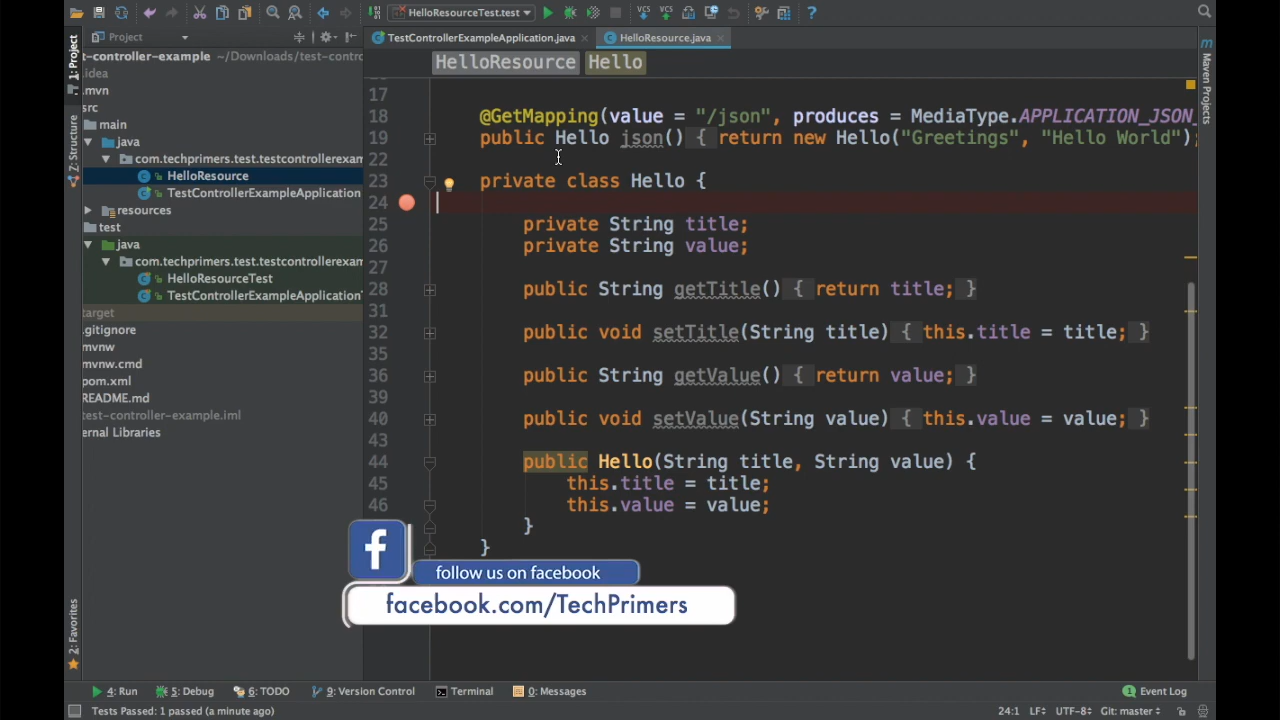 HelloResourceTest.test
Project
TestControllerExampleApplication.java
HelloResource.java
HelloResource Hello
1: Project
Z: Structure
2: Favorites
Maven Projects
t-controller-example ~/Downloads/test-contro
idea
.mvn
src
main
java
com.techprimers.test.testcontrollerexam
HelloResource
TestControllerExampleApplication
resources
test
java
com.techprimers.test.testcontrollerexam
HelloResourceTest
TestControllerExampleApplication
target
.gitignore
mvnw
mvnw.cmd
pom.xml
README.md
test-controller-example.iml
ernal Libraries
17
18 @GetMapping(value = "/json", produces = MediaType.APPLICATION_JSON_
19 public Hello json() { return new Hello("Greetings", "Hello World");
22
23 private class Hello {
24
25 private String title;
26 private String value;
27
28 public String getTitle() { return title; }
31
32 public void setTitle(String title) { this.title = title; }
35
36 public String getValue() { return value; }
39
40 public void setValue(String value) { this.value = value; }
43
44 public Hello(String title, String value) {
45 this.title = title;
46 this.value = value;
}
}
f
follow us on facebook
facebook.com/TechPrimers
4: Run 5: Debug 6: TODO 9: Version Control Terminal 0: Messages 1 Event Log
Tests Passed: 1 passed (a minute ago) 24:1 LF÷ UTF-8÷ Git: master÷